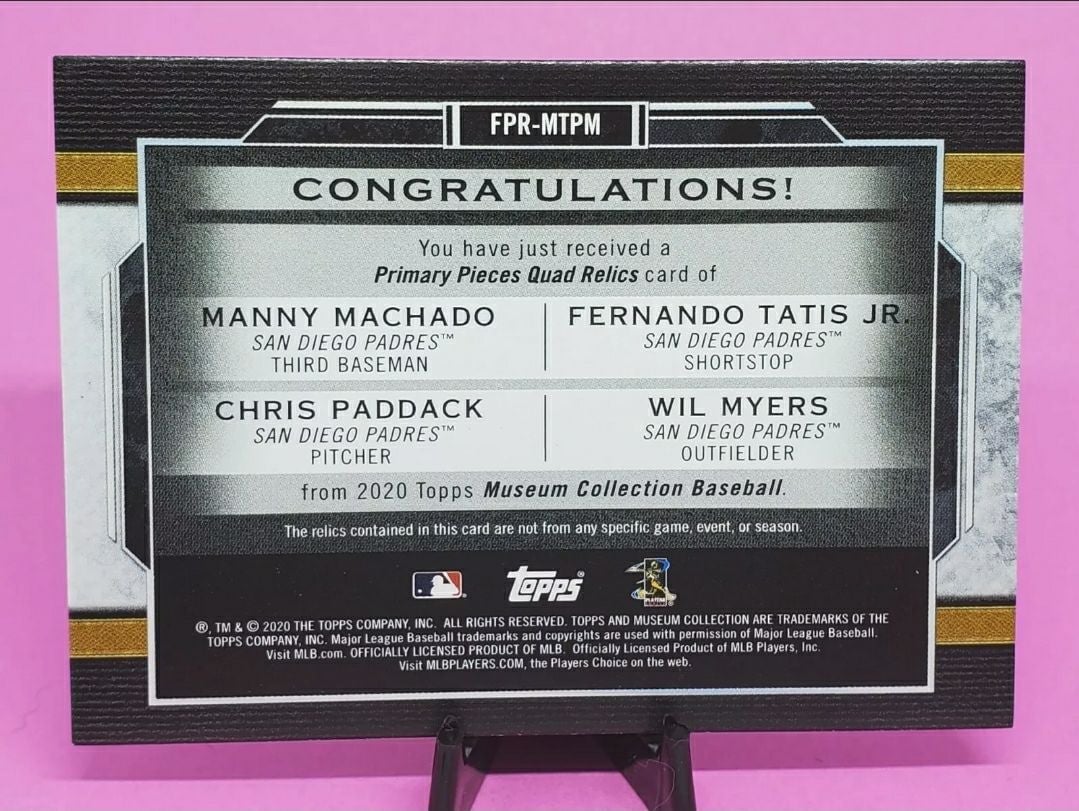 FPR-MTPM
CONGRATULATIONS!
You have just received a
Primary Pieces Quad Relics card of
MANNY MACHADO
SAN DIEGO PADRES™
THIRD BASEMAN
FERNANDO TATIS JR.
SAN DIEGO PADRES™
SHORTSTOP
CHRIS PADDACK
SAN DIEGO PADRES™
PITCHER
WIL MYERS
SAN DIEGO PADRES™
OUTFIELDER
from 2020 Topps Museum Collection Baseball.
The relics contained in this card are not from any specific game, event, or season.
Topps®
®, TM & © 2020 THE TOPPS COMPANY, INC. ALL RIGHTS RESERVED. TOPPS AND MUSEUM COLLECTION ARE TRADEMARKS OF THE
TOPPS COMPANY, INC. Major League Baseball trademarks and copyrights are used with permission of Major League Baseball.
Visit MLB.com. OFFICIALLY LICENSED PRODUCT OF MLB. Officially Licensed Product of MLB Players, Inc.
Visit MLBPLAYERS.COM, the Players Choice on the web.